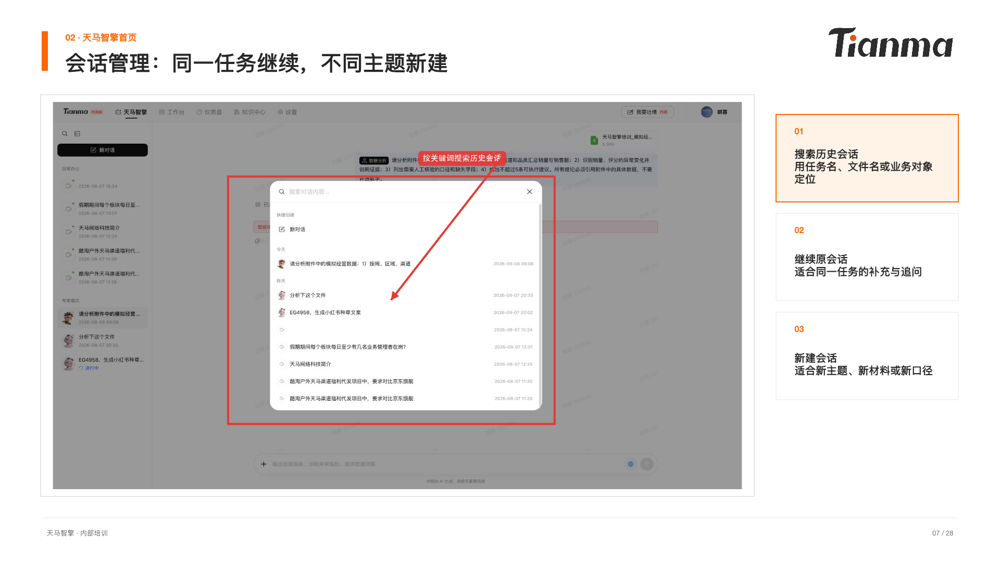 02 · 天马智擎首页
会话管理：同一任务继续，不同主题新建
Tianma
Tianma 内测版
天马智擎
工作台
仪表盘
知识中心
设置
我要吐槽 内测
朝暮
新对话
日常办公
2026-08-07 15:24
假期期间每个板块每日至...
2026-08-07 13:01
天马网络科技简介
2026-08-07 12:25
酷淘户外天马渠道福利代...
2026-08-07 11:30
酷淘户外天马渠道福利代...
2026-08-07 11:28
专家模式
请分析附件中的模拟经营...
2026-08-08 09:08
分析下这个文件
2026-08-07 20:33
EG4958，生成小红书种草...
进行中
天马智擎培训_模拟经...
5.3KB
数据分析 请分析附件
按关键词搜索历史会话
道和品类汇总销量与销售额；2）识别销量、评分的异常变化并
说明证据；3）列出需要人工核验的口径和缺失字段；4）给出不超过5条可执行建议。所有结论必须引用附件中的具体数据，不要
搜索对话内容...
快捷创建
新对话
今天
请分析附件中的模拟经营数据：1）按周、区域、渠道
2026-08-08 09:08
昨天
分析下这个文件
2026-08-07 20:33
EG4958，生成小红书种草文案
2026-08-07 20:02
2026-08-07 15:24
假期期间每个板块每日至少有几名业务管理者在岗？
2026-08-07 13:01
天马网络科技简介
2026-08-07 12:25
酷淘户外天马渠道福利代发项目中，要求对比京东旗舰
2026-08-07 11:30
酷淘户外天马渠道福利代发项目中，要求对比京东旗舰
2026-08-07 11:28
智能体
输出经营报表、诊断异常指标、提供数据洞察
内容由 AI 生成，请核实重要信息
01
搜索历史会话
用任务名、文件名或业务对象
定位
02
继续原会话
适合同一任务的补充与追问
03
新建会话
适合新主题、新材料或新口径
天马智擎 · 内部培训
07 / 28